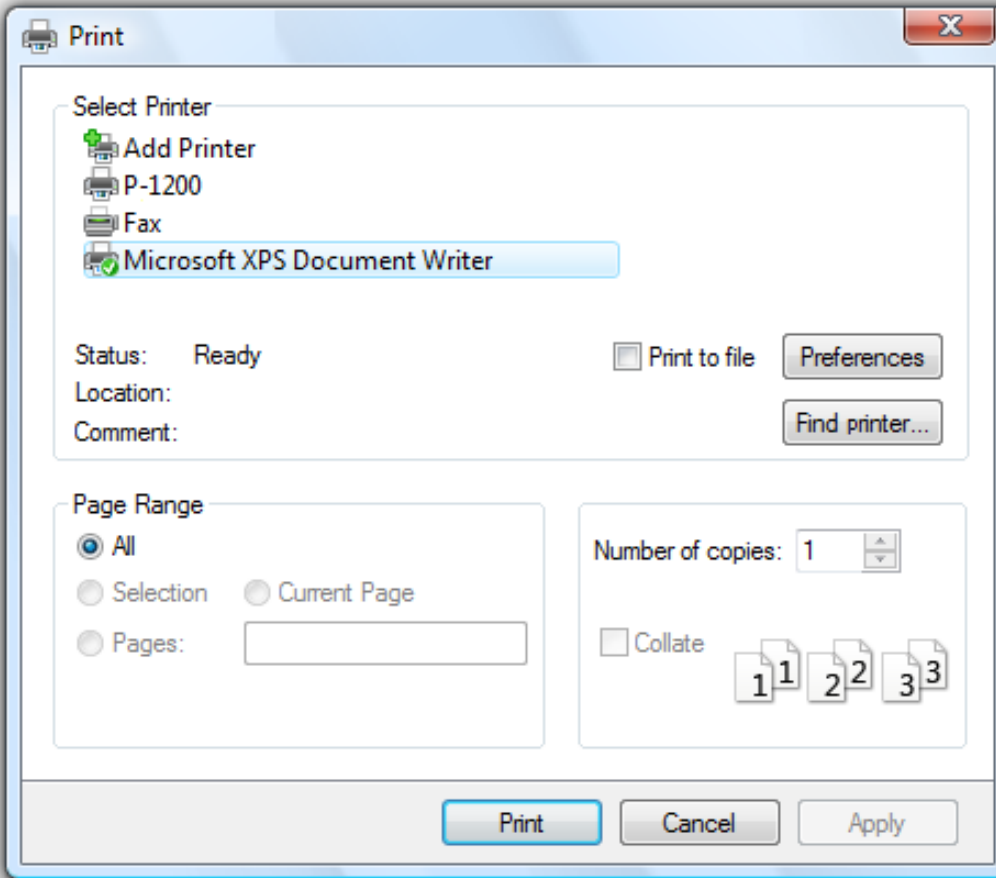 Print
Select Printer
Add Printer
P-1200
Fax
Microsoft XPS Document Writer
Status: Ready
Print to file
Preferences
Location:
Comment:
Find printer...
Page Range
All
Selection
Current Page
Pages:
Number of copies: 1
Collate
1 1 2 2 3 3
Print
Cancel
Apply